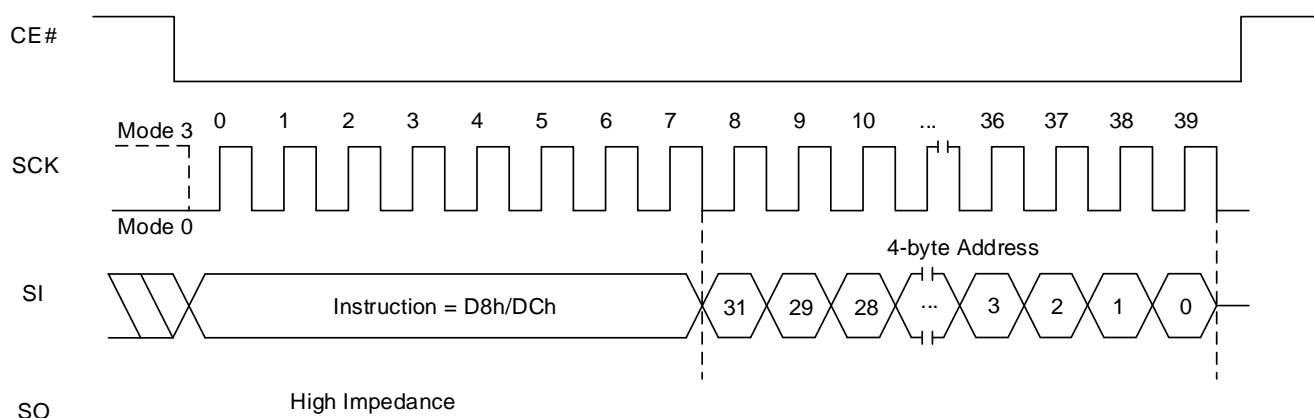 CE#
0 1 2 3 4 5 6 7 8 9 10 ... 36 37 38 39
Mode 3
SCK
Mode 0
4-byte Address
SI
Instruction = D8h/DCh 31 29 28 ... 3 2 1 0
High Impedance
SO